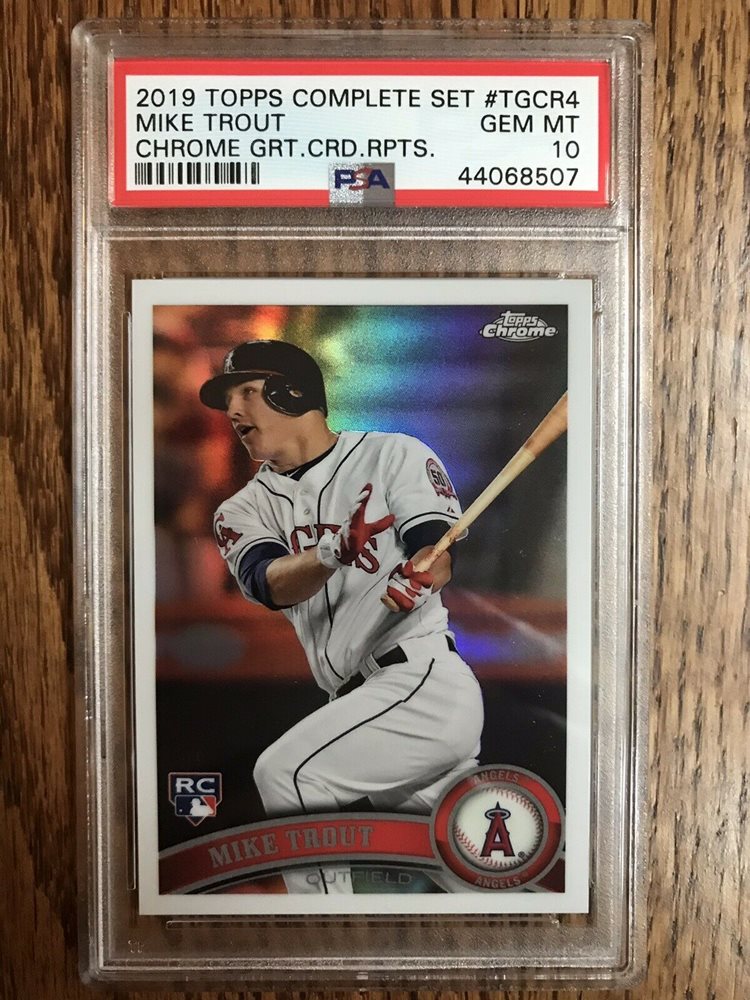 2019 TOPPS COMPLETE SET #TGCR4
MIKE TROUT GEM MT
CHROME GRT.CRD.RPTS. 10
PSA 44068507
Topps
Chrome
50
RC
MIKE TROUT
OUTFIELD
ANGELS
A
ANGELS